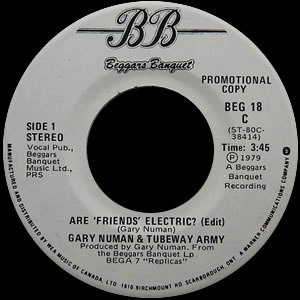 BB
Beggars Banquet
PROMOTIONAL
COPY
BEG 18
C
(ST-80C-
38414)
Time: 3:45
Ⓟ 1979
A Beggars
Banquet
Recording
SIDE 1
STEREO
Vocal Pub.,
Beggars
Banquet
Music Ltd.,
PRS
ARE 'FRIENDS' ELECTRIC? (Edit)
(Gary Numan)
GARY NUMAN & TUBEWAY ARMY
Produced by Gary Numan. From
the Beggars Banquet Lp
BEGA 7 "Replicas"
MANUFACTURED AND DISTRIBUTED BY WEA MUSIC OF CANADA LTD. 1810 BIRCHMOUNT RD SCARBOROUGH, ONT. A WARNER COMMUNICATIONS COMPANY